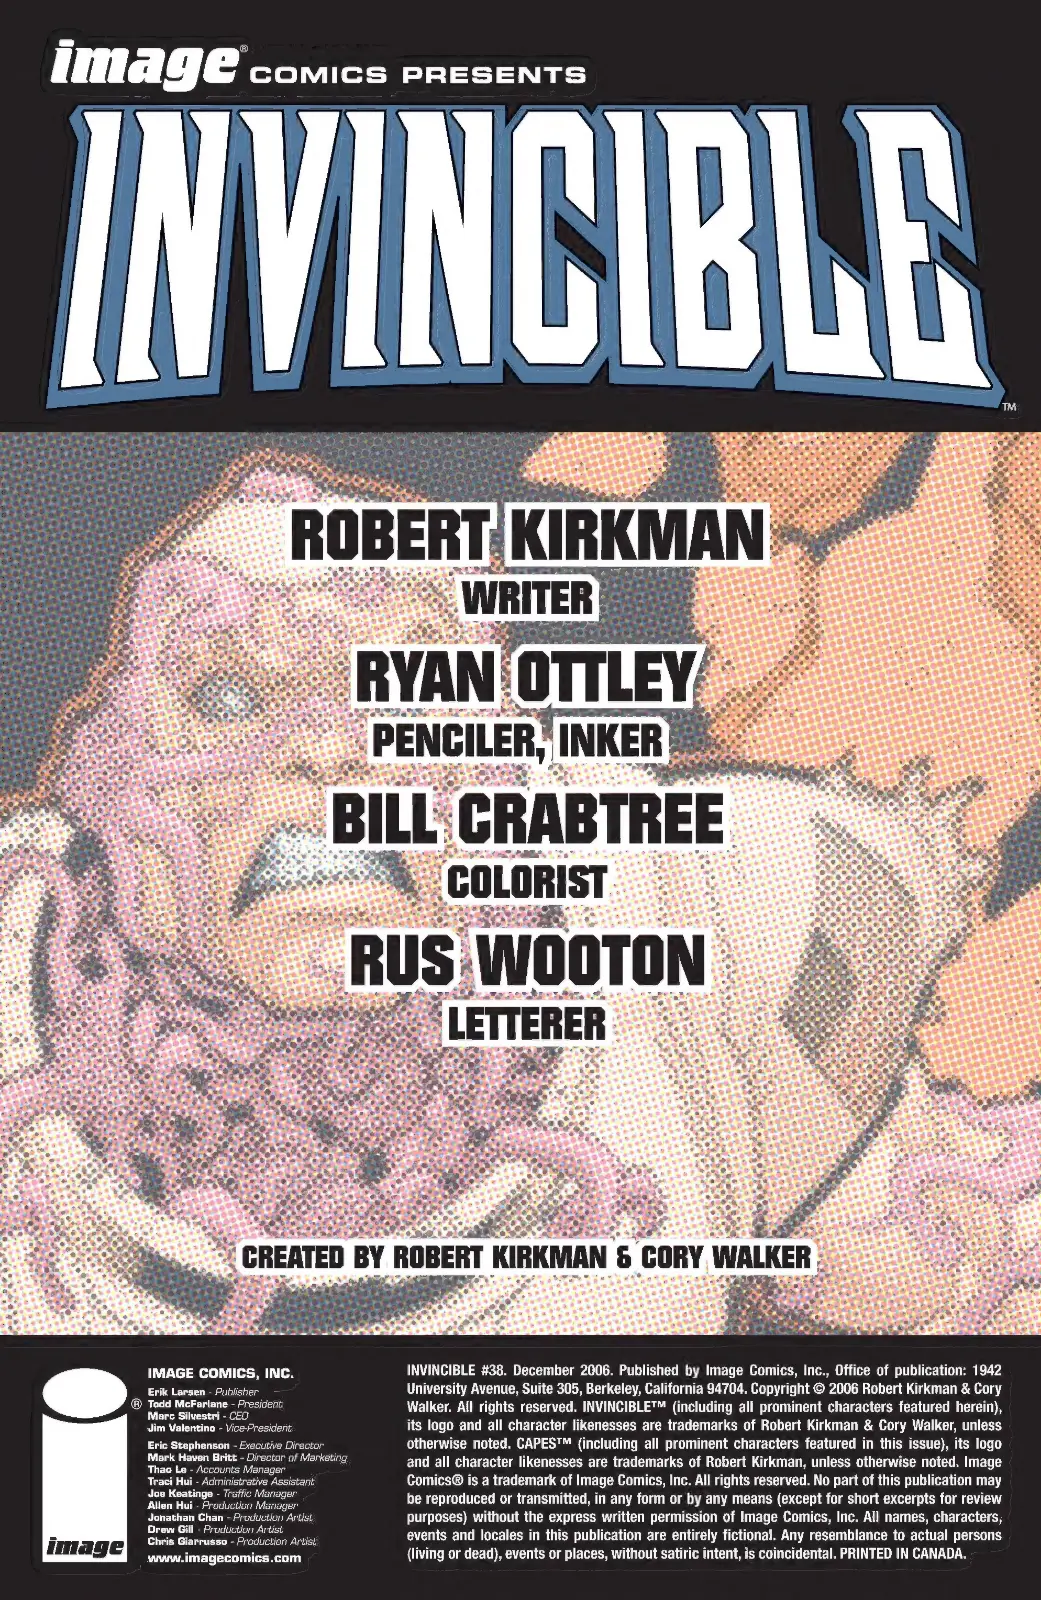 image® COMICS PRESENTS
INVINCIBLE™
ROBERT KIRKMAN
WRITER
RYAN OTTLEY
PENCILER, INKER
BILL CRABTREE
COLORIST
RUS WOOTON
LETTERER
CREATED BY ROBERT KIRKMAN & CORY WALKER
image®
IMAGE COMICS, INC.
Erik Larsen - Publisher
Todd McFarlane - President
Marc Silvestri - CEO
Jim Valentino - Vice-President
Eric Stephenson - Executive Director
Mark Haven Britt - Director of Marketing
Thao Le - Accounts Manager
Traci Hui - Administrative Assistant
Joe Keatinge - Traffic Manager
Allen Hui - Production Manager
Jonathan Chan - Production Artist
Drew Gill - Production Artist
Chris Giarrusso - Production Artist
www.imagecomics.com
INVINCIBLE #38. December 2006. Published by Image Comics, Inc., Office of publication: 1942
University Avenue, Suite 305, Berkeley, California 94704. Copyright © 2006 Robert Kirkman & Cory
Walker. All rights reserved. INVINCIBLE™ (including all prominent characters featured herein),
its logo and all character likenesses are trademarks of Robert Kirkman & Cory Walker, unless
otherwise noted. CAPES™ (including all prominent characters featured in this issue), its logo
and all character likenesses are trademarks of Robert Kirkman, unless otherwise noted. Image
Comics® is a trademark of Image Comics, Inc. All rights reserved. No part of this publication may
be reproduced or transmitted, in any form or by any means (except for short excerpts for review
purposes) without the express written permission of Image Comics, Inc. All names, characters,
events and locales in this publication are entirely fictional. Any resemblance to actual persons
(living or dead), events or places, without satiric intent, is coincidental. PRINTED IN CANADA.